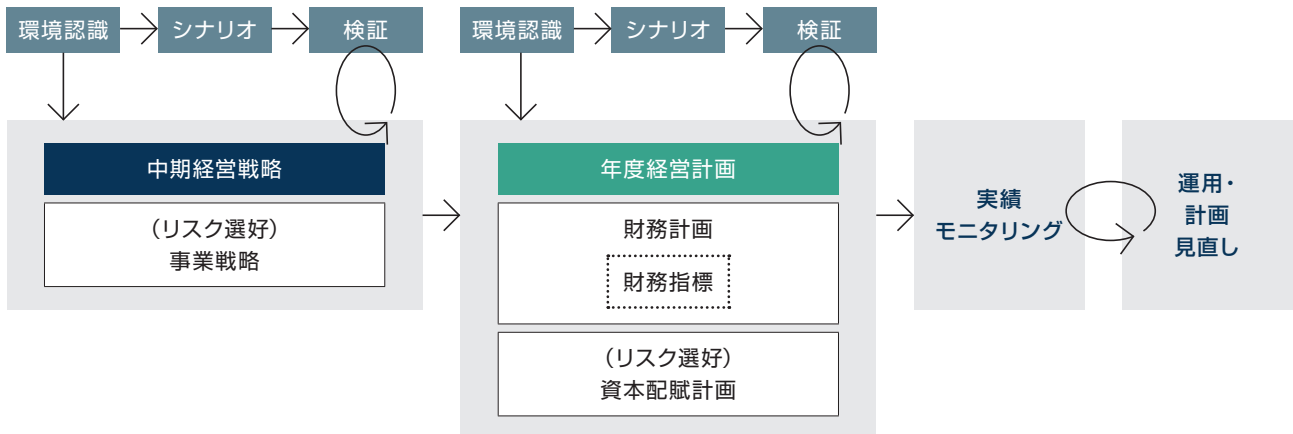 環境認識
シナリオ
検証
環境認識
シナリオ
検証
中期経営戦略
（リスク選好）
事業戦略
年度経営計画
財務計画
財務指標
（リスク選好）
資本配賦計画
実績
モニタリング
運用・
計画
見直し